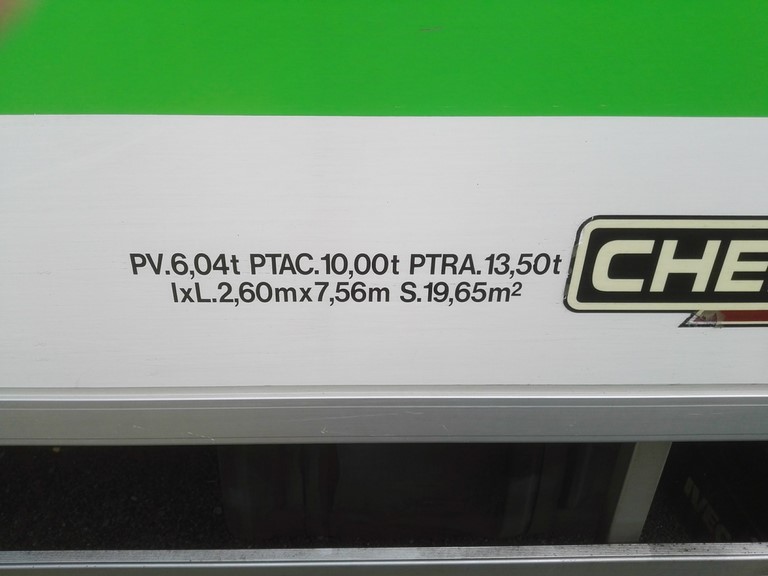 PV.6,04t PTAC.10,00t PTRA.13,50t
lxL.2,60mx7,56m S.19,65m²
CHE